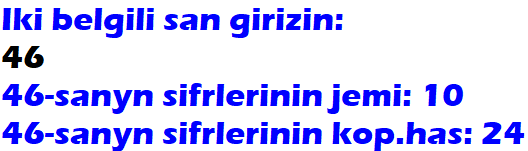 Iki belgili san girizin:
46
46-sanyn sifrlerinin jemi: 10
46-sanyn sifrlerinin kop.has: 24